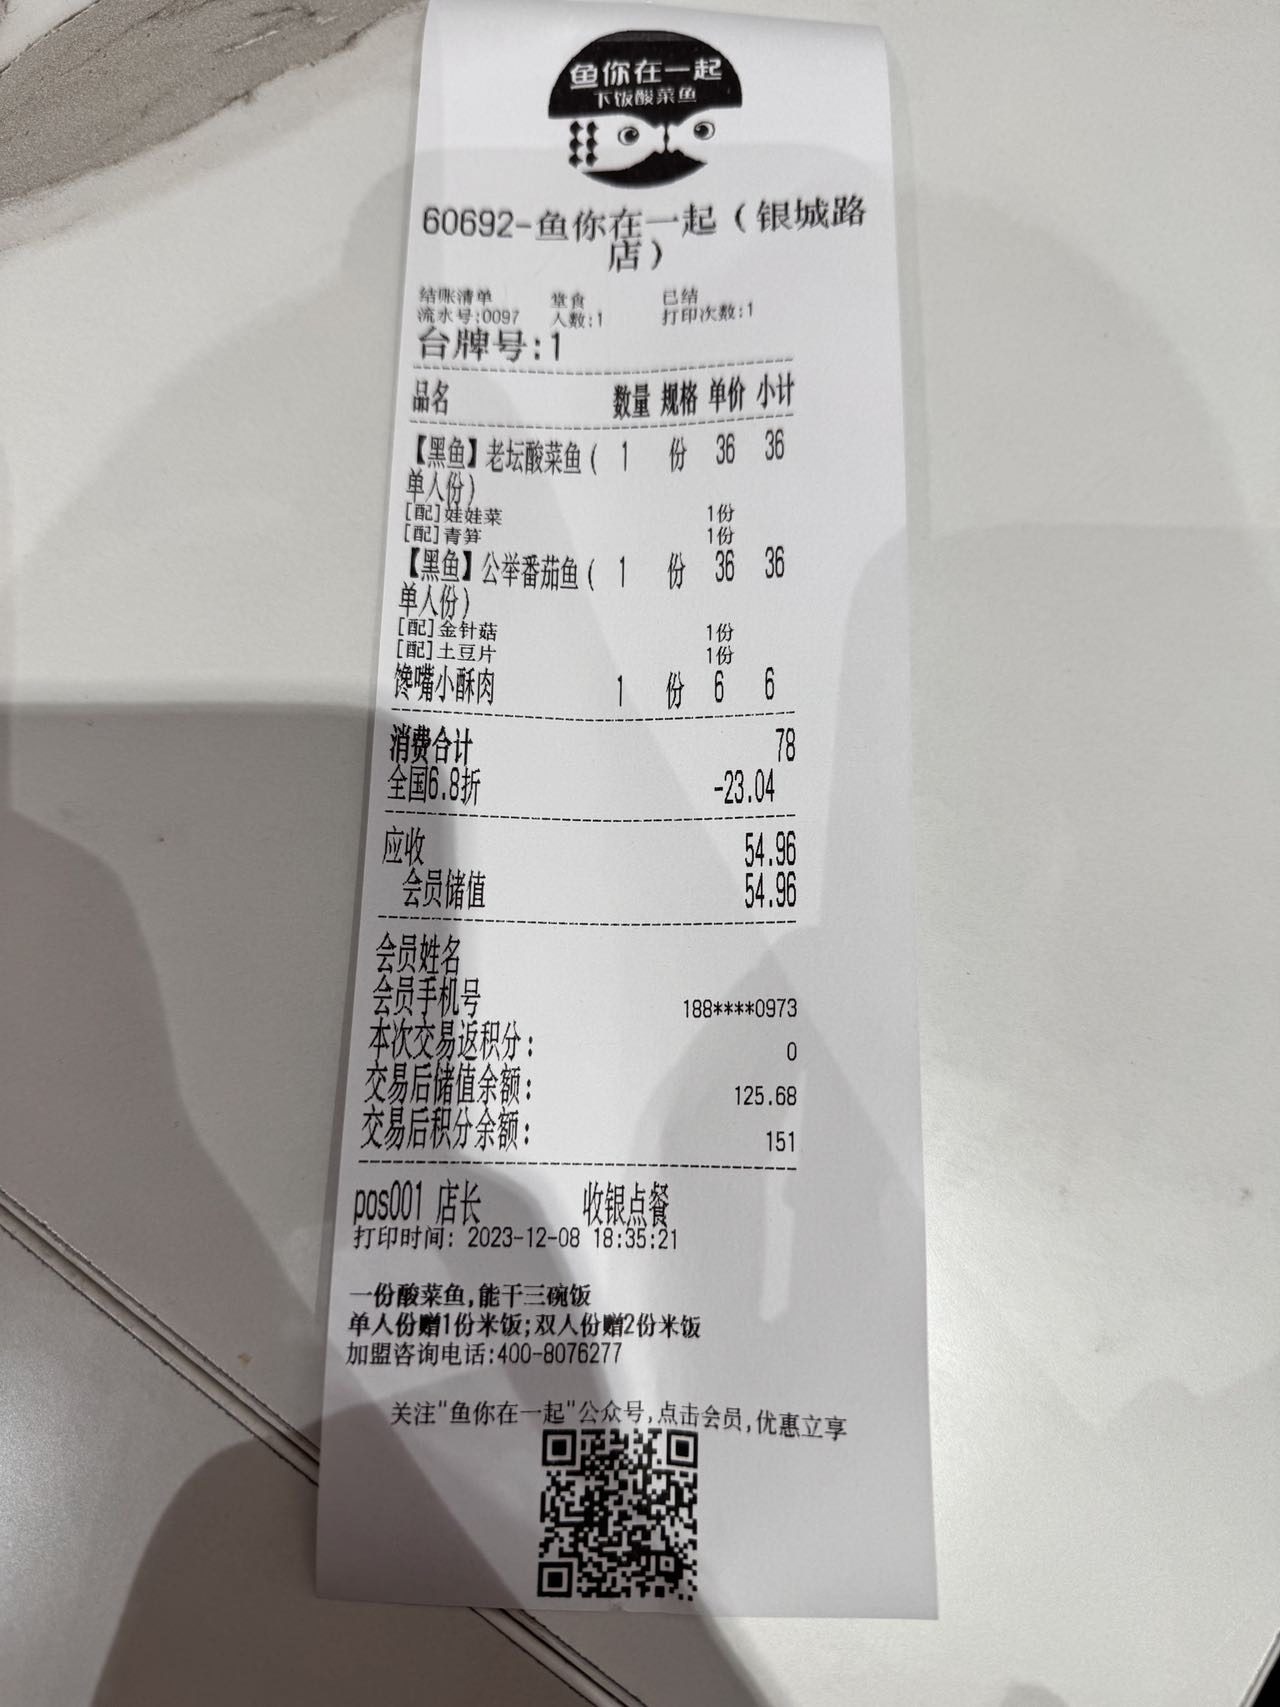 鱼你在一起
下饭酸菜鱼
60692-鱼你在一起（银城路
店）
结账清单 堂食 已结
流水号:0097 人数:1 打印次数:1
台牌号:1
品名 数量 规格 单价 小计
【黑鱼】老坛酸菜鱼( 1 份 36 36
单人份)
[配]娃娃菜 1份
[配]青笋 1份
【黑鱼】公举番茄鱼( 1 份 36 36
单人份)
[配]金针菇 1份
[配]土豆片 1份
馋嘴小酥肉 1 份 6 6
消费合计 78
全国6.8折 -23.04
应收 54.96
会员储值 54.96
会员姓名
会员手机号 188****0973
本次交易返积分: 0
交易后储值余额: 125.68
交易后积分余额: 151
pos001 店长 收银点餐
打印时间: 2023-12-08 18:35:21
一份酸菜鱼,能干三碗饭
单人份赠1份米饭;双人份赠2份米饭
加盟咨询电话:400-8076277
关注"鱼你在一起"公众号,点击会员,优惠立享